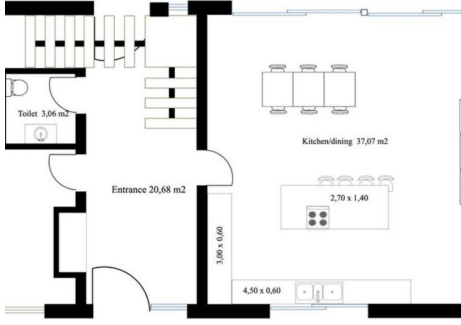 Toilet 3,06 m2
Kitchen/dining 37,07 m2
Entrance 20,68 m2
2,70 x 1,40
3,00 x 0,60
4,50 x 0,60